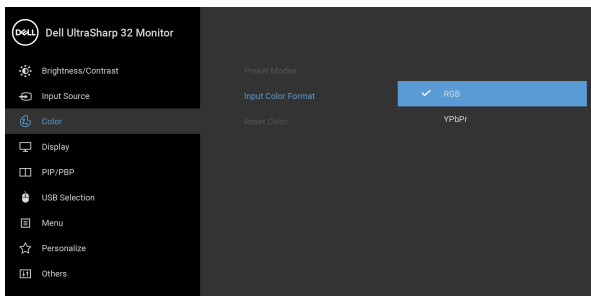 DELL Dell UltraSharp 32 Monitor
Brightness/Contrast
Input Source
Color
Display
PIP/PBP
USB Selection
Menu
Personalize
Others
Preset Modes
Input Color Format
Reset Color
RGB
YPbPr